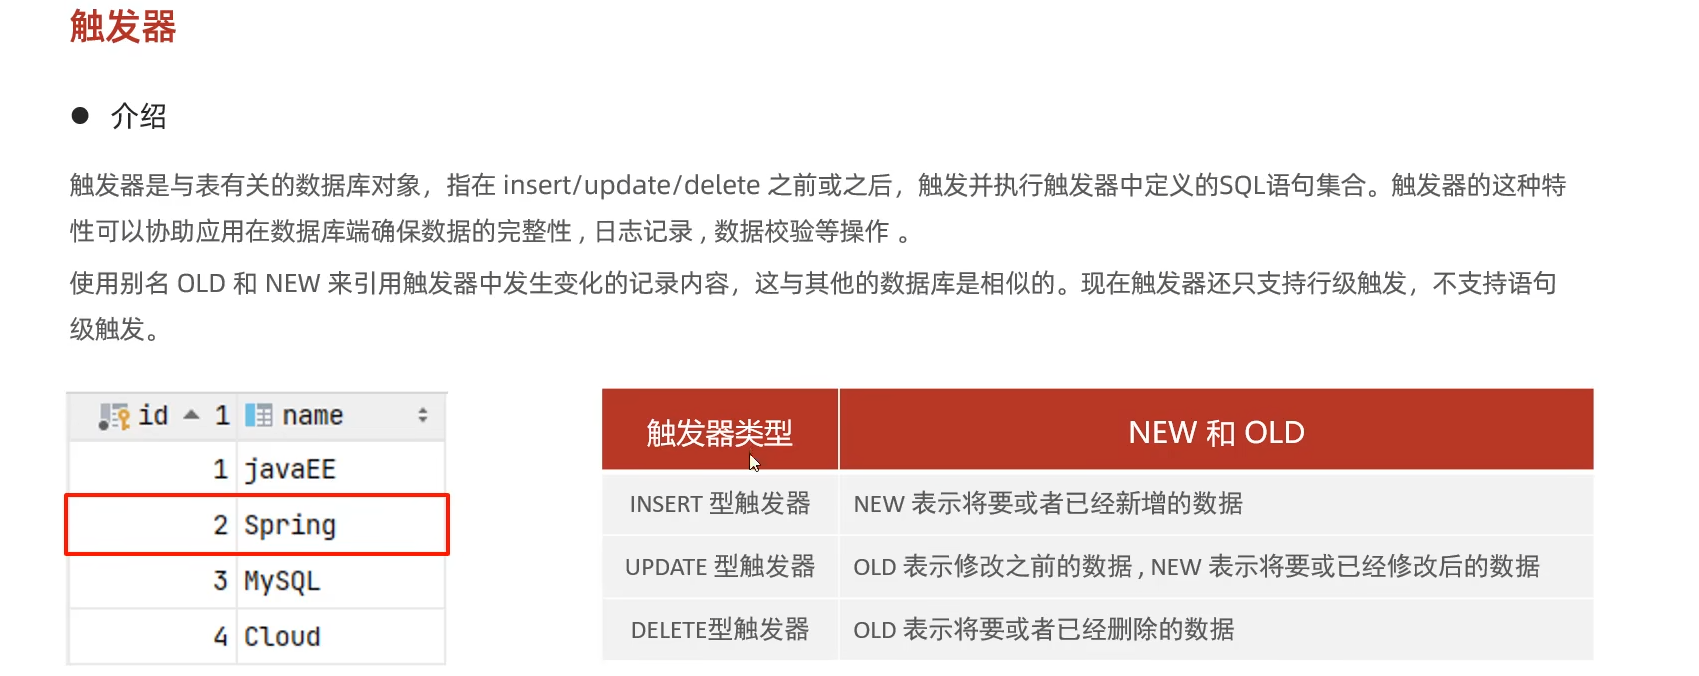 触发器
● 介绍
触发器是与表有关的数据库对象，指在 insert/update/delete 之前或之后，触发并执行触发器中定义的SQL语句集合。触发器的这种特
性可以协助应用在数据库端确保数据的完整性 , 日志记录 , 数据校验等操作 。
使用别名 OLD 和 NEW 来引用触发器中发生变化的记录内容，这与其他的数据库是相似的。现在触发器还只支持行级触发，不支持语句
级触发。
id 1 name
1 javaEE
2 Spring
3 MySQL
4 Cloud
触发器类型 NEW 和 OLD
INSERT 型触发器 NEW 表示将要或者已经新增的数据
UPDATE 型触发器 OLD 表示修改之前的数据 , NEW 表示将要或已经修改后的数据
DELETE型触发器 OLD 表示将要或者已经删除的数据